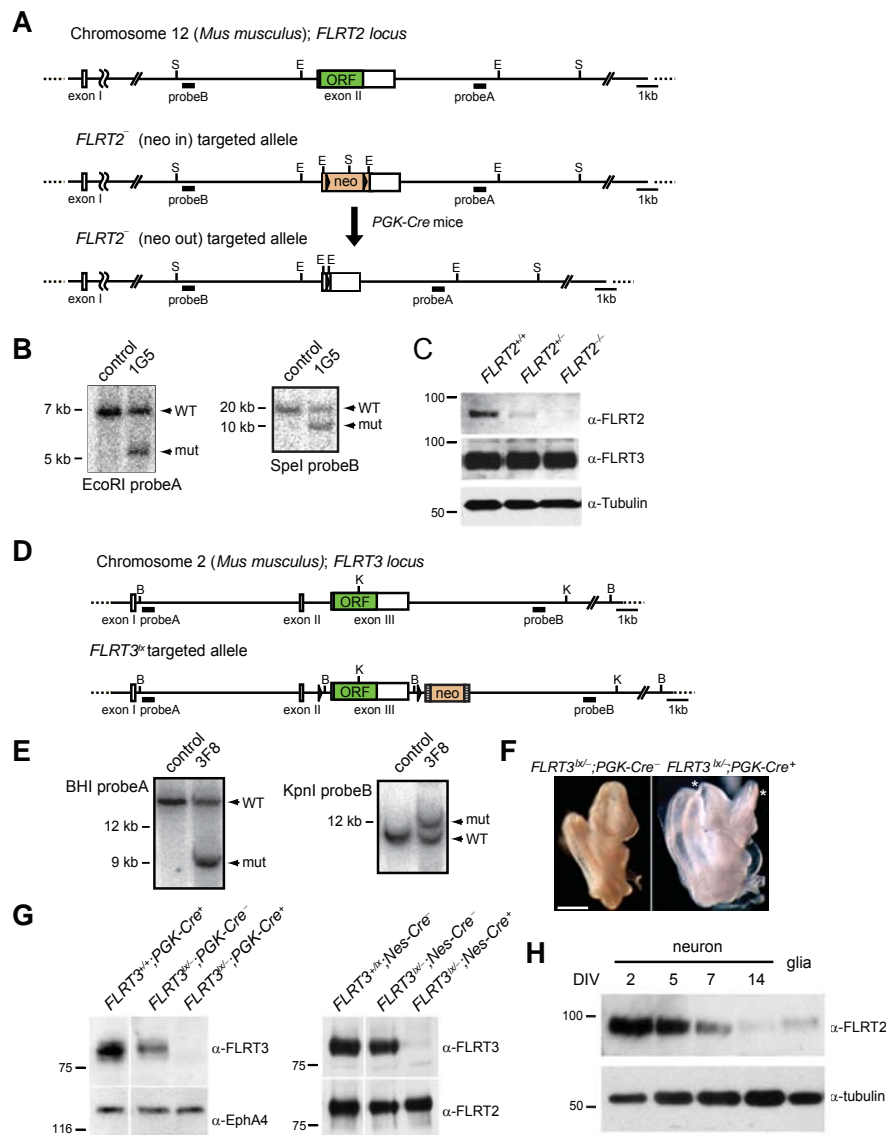 A
Chromosome 12 (Mus musculus); FLRT2 locus
S E ORF E S
exon I probeB exon II probeA 1kb
FLRT2⁻ (neo in) targeted allele
S E E S E E S
neo
exon I probeB probeA 1kb
PGK-Cre mice
FLRT2⁻ (neo out) targeted allele
S E E E E S
exon I probeB probeA 1kb
B
control 1G5
7 kb WT
5 kb mut
EcoRI probeA
control 1G5
20 kb WT
10 kb mut
SpeI probeB
C
FLRT2+/+ FLRT2+/- FLRT2-/-
100 α-FLRT2
100 α-FLRT3
50 α-Tubulin
D
Chromosome 2 (Mus musculus); FLRT3 locus
B K K B
ORF
exon I probeA exon II exon III probeB 1kb
FLRT3lx targeted allele
B B K B K B
ORF neo
exon I probeA exon II exon III probeB 1kb
E
control 3F8
BHI probeA
WT
12 kb
9 kb mut
control 3F8
KpnI probeB
12 kb mut
WT
F
FLRT3lx/-;PGK-Cre⁻ FLRT3lx/-;PGK-Cre⁺
* *
G
FLRT3+/+;PGK-Cre⁺ FLRT3lx/-;PGK-Cre⁻ FLRT3lx/-;PGK-Cre⁺
α-FLRT3
75
α-EphA4
116
FLRT3+/lx;Nes-Cre⁻ FLRT3lx/-;Nes-Cre⁻ FLRT3lx/-;Nes-Cre⁺
α-FLRT3
75
α-FLRT2
75
H
neuron glia
DIV 2 5 7 14
100 α-FLRT2
50 α-tubulin